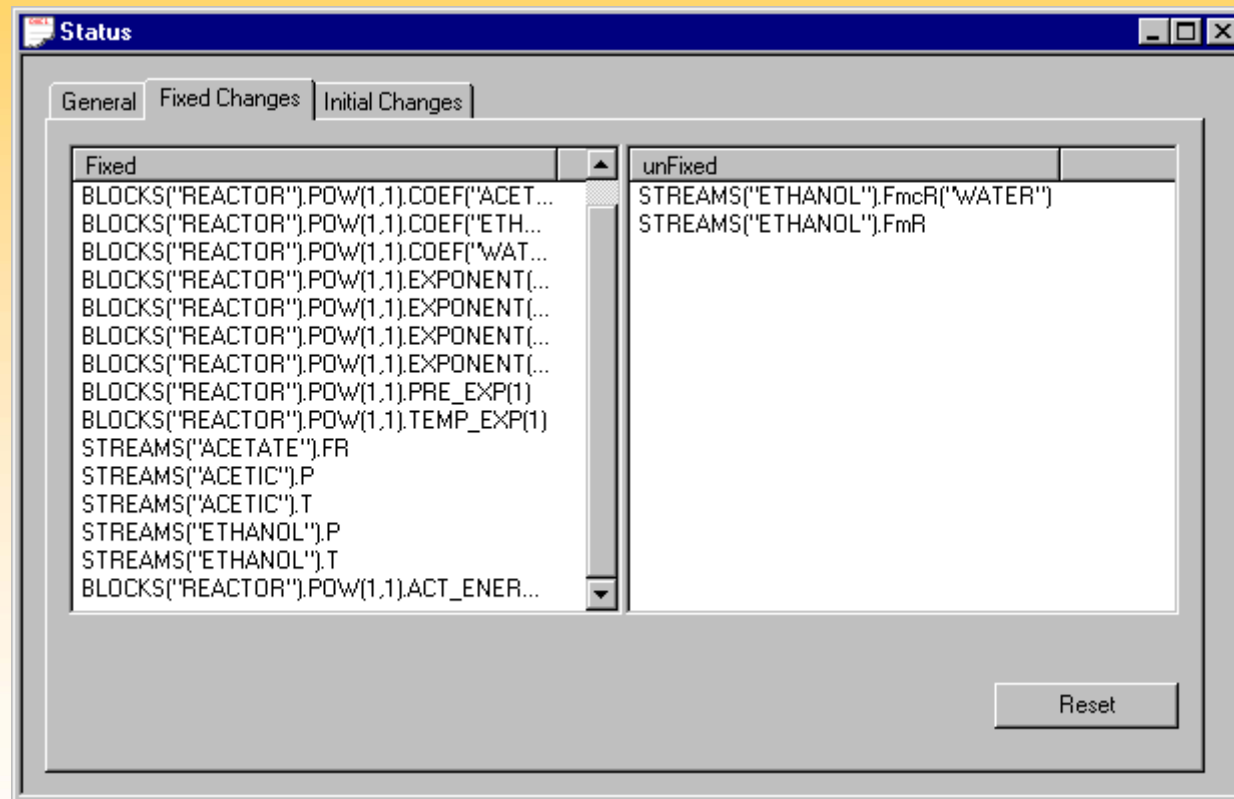 Status
General Fixed Changes Initial Changes
Fixed
BLOCKS("REACTOR").POW(1,1).COEF("ACET...
BLOCKS("REACTOR").POW(1,1).COEF("ETH...
BLOCKS("REACTOR").POW(1,1).COEF("WAT...
BLOCKS("REACTOR").POW(1,1).EXPONENT(...
BLOCKS("REACTOR").POW(1,1).EXPONENT(...
BLOCKS("REACTOR").POW(1,1).EXPONENT(...
BLOCKS("REACTOR").POW(1,1).EXPONENT(...
BLOCKS("REACTOR").POW(1,1).PRE_EXP(1)
BLOCKS("REACTOR").POW(1,1).TEMP_EXP(1)
STREAMS("ACETATE").FR
STREAMS("ACETIC").P
STREAMS("ACETIC").T
STREAMS("ETHANOL").P
STREAMS("ETHANOL").T
BLOCKS("REACTOR").POW(1,1).ACT_ENER...
unFixed
STREAMS("ETHANOL").FmcR("WATER")
STREAMS("ETHANOL").FmR
Reset